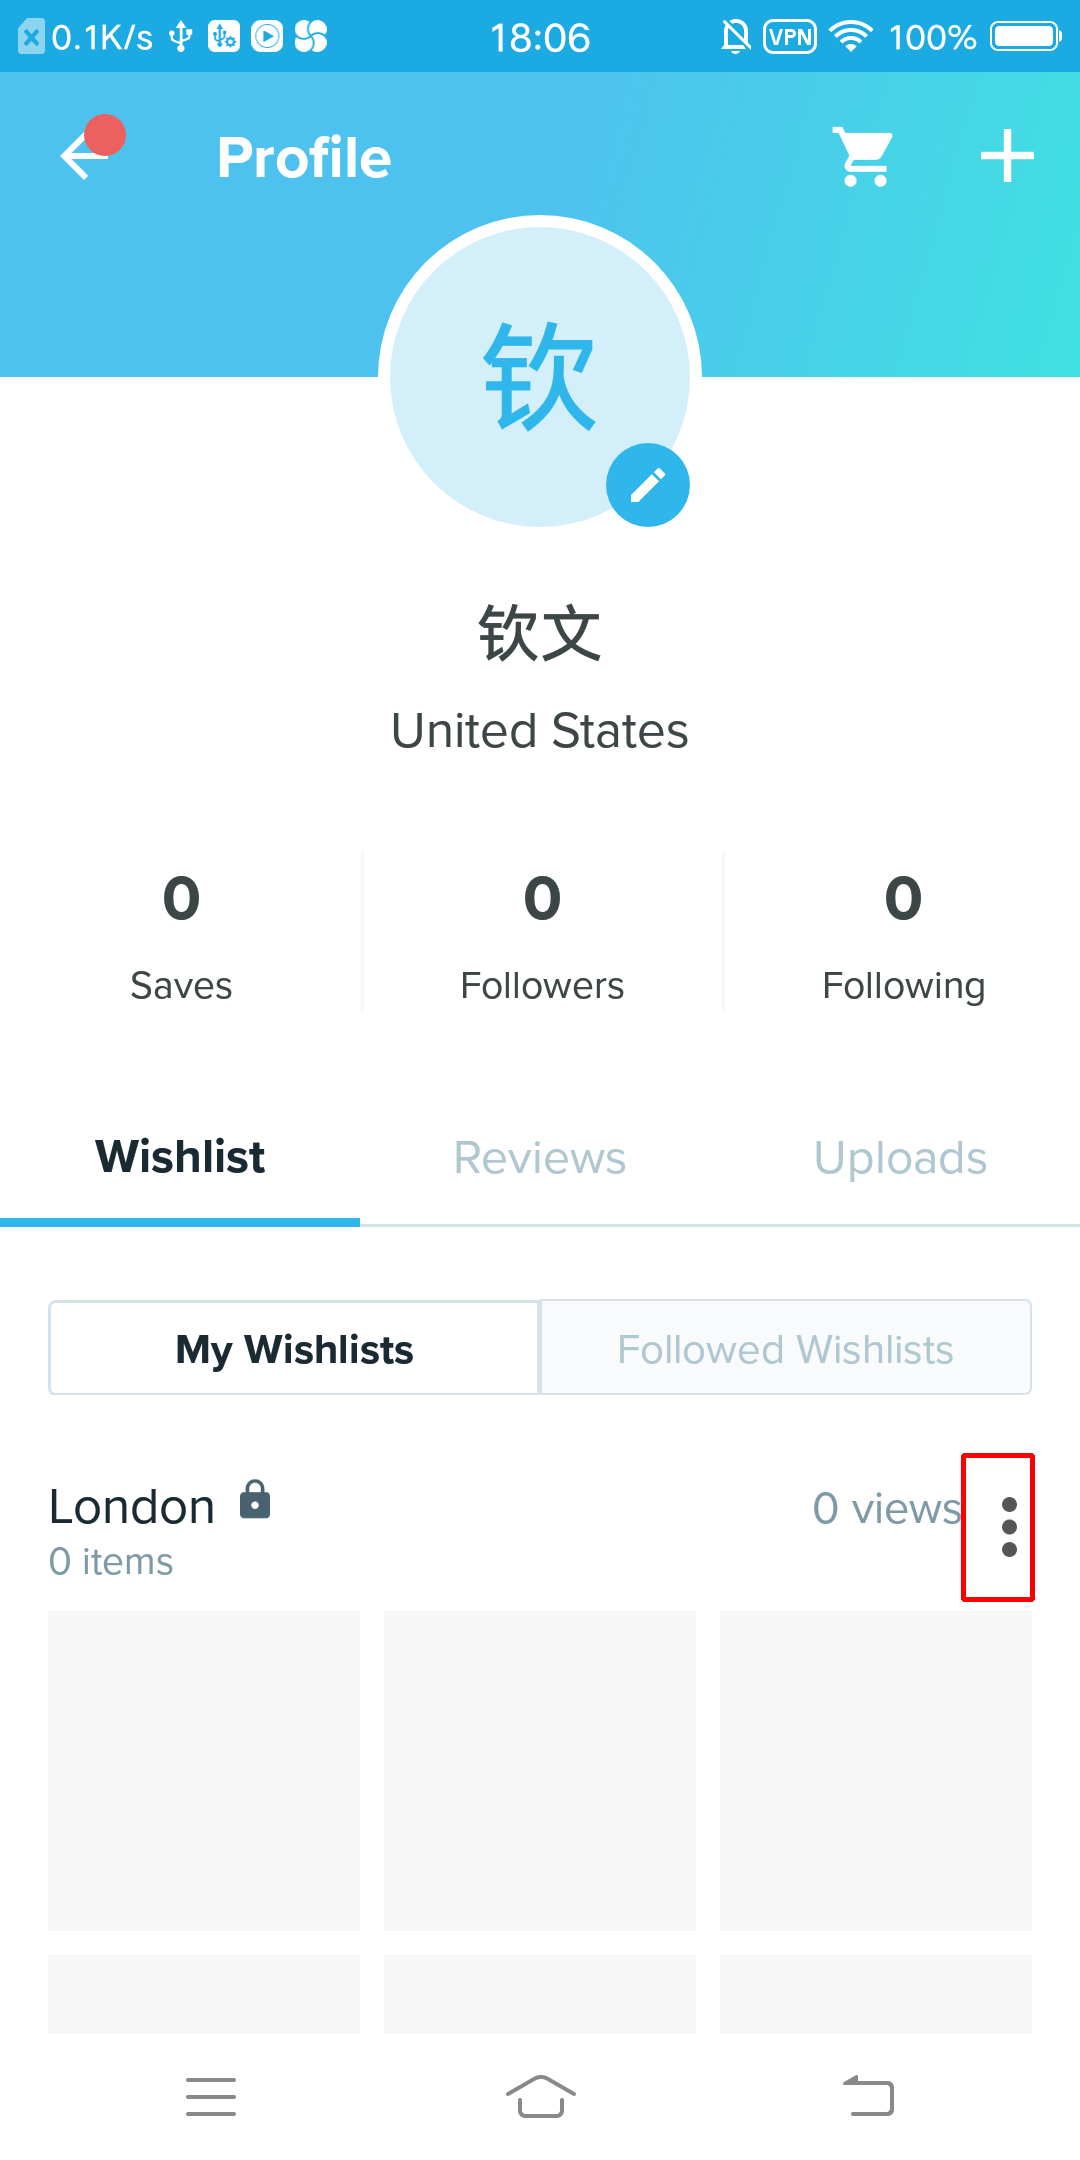 0.1K/s 18:06 VPN 100%
Profile
钦
钦文
United States
0 0 0
Saves Followers Following
Wishlist Reviews Uploads
My Wishlists Followed Wishlists
London 0 views
0 items